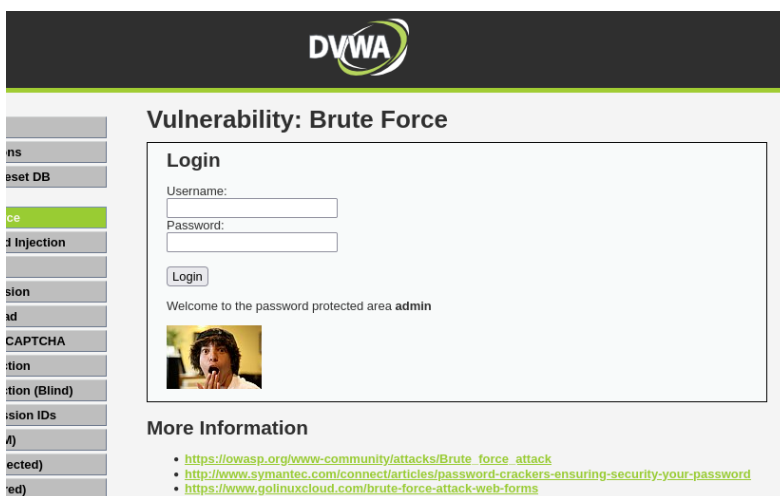 DVWA
ons
eset DB
ce
d Injection
sion
ad
CAPTCHA
ction
ction (Blind)
ssion IDs
M)
ected)
red)
Vulnerability: Brute Force
Login
Username:
Password:
Login
Welcome to the password protected area admin
More Information
https://owasp.org/www-community/attacks/Brute_force_attack
http://www.symantec.com/connect/articles/password-crackers-ensuring-security-your-password
https://www.golinuxcloud.com/brute-force-attack-web-forms